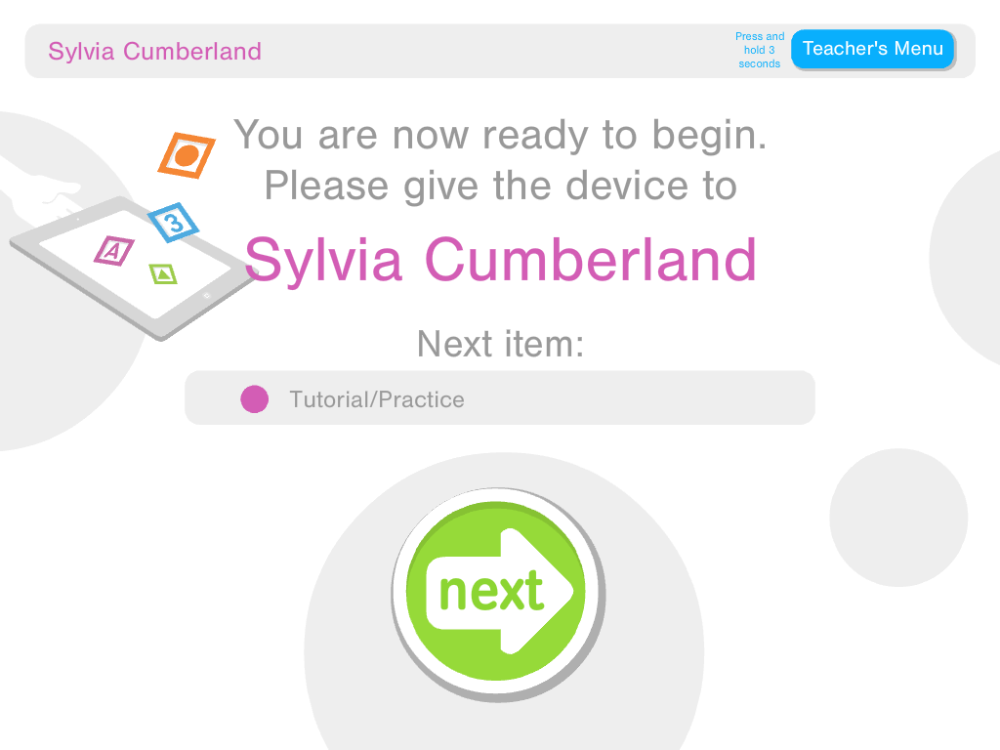 Sylvia Cumberland
Press and
hold 3
seconds
Teacher's Menu
You are now ready to begin.
Please give the device to
Sylvia Cumberland
A
3
Next item:
Tutorial/Practice
next